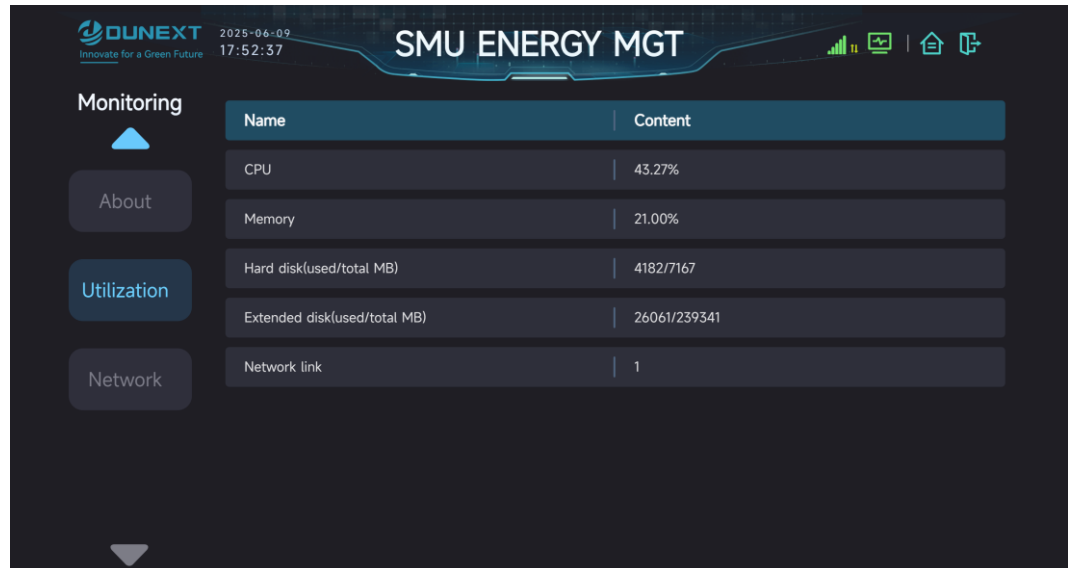 DUNEXT
Innovate for a Green Future
2025-06-09
17:52:37
SMU ENERGY MGT
Monitoring
About
Utilization
Network
Name Content
CPU 43.27%
Memory 21.00%
Hard disk(used/total MB) 4182/7167
Extended disk(used/total MB) 26061/239341
Network link 1